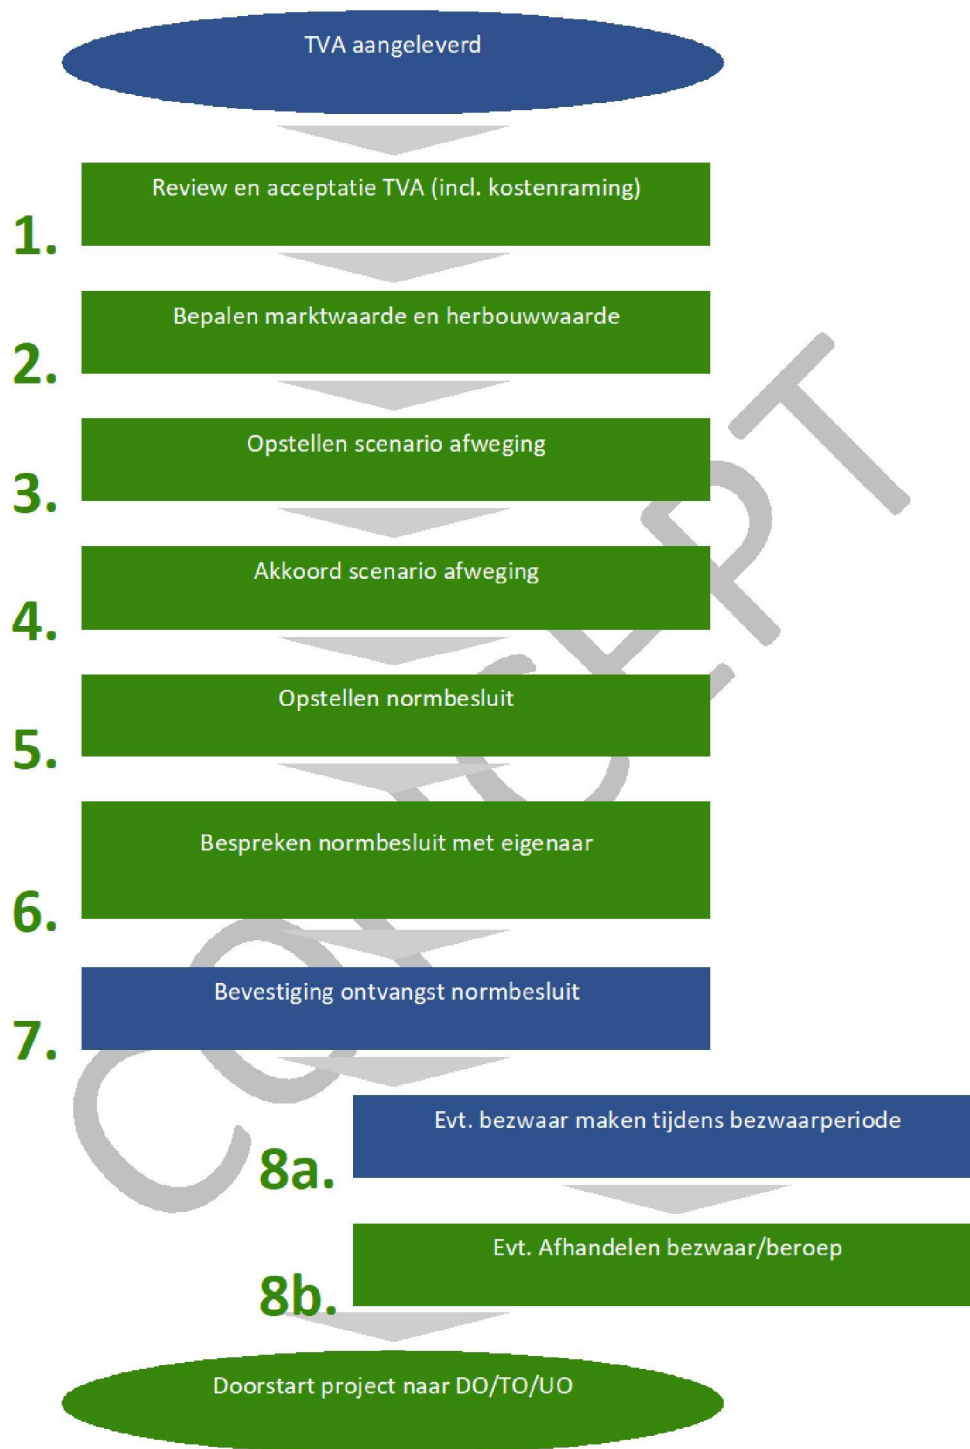 TVA aangeleverd
Review en acceptatie TVA (incl. kostenraming)
1.
Bepalen marktwaarde en herbouwwaarde
2.
Opstellen scenario afweging
3.
Akkoord scenario afweging
4.
Opstellen normbesluit
5.
Bespreken normbesluit met eigenaar
6.
Bevestiging ontvangst normbesluit
7.
Evt. bezwaar maken tijdens bezwaarperiode
8a.
Evt. Afhandelen bezwaar/beroep
8b.
Doorstart project naar DO/TO/UO
CONCEPT